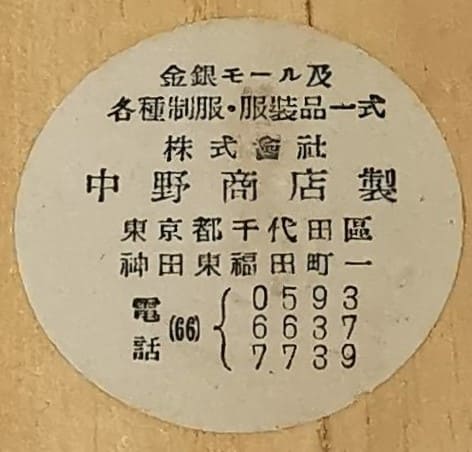 金銀モール及
各種制服・服裝品一式
株式會社
中野商店製
東京都千代田區
神田東福田町一
電話(66)
0593
6637
7739